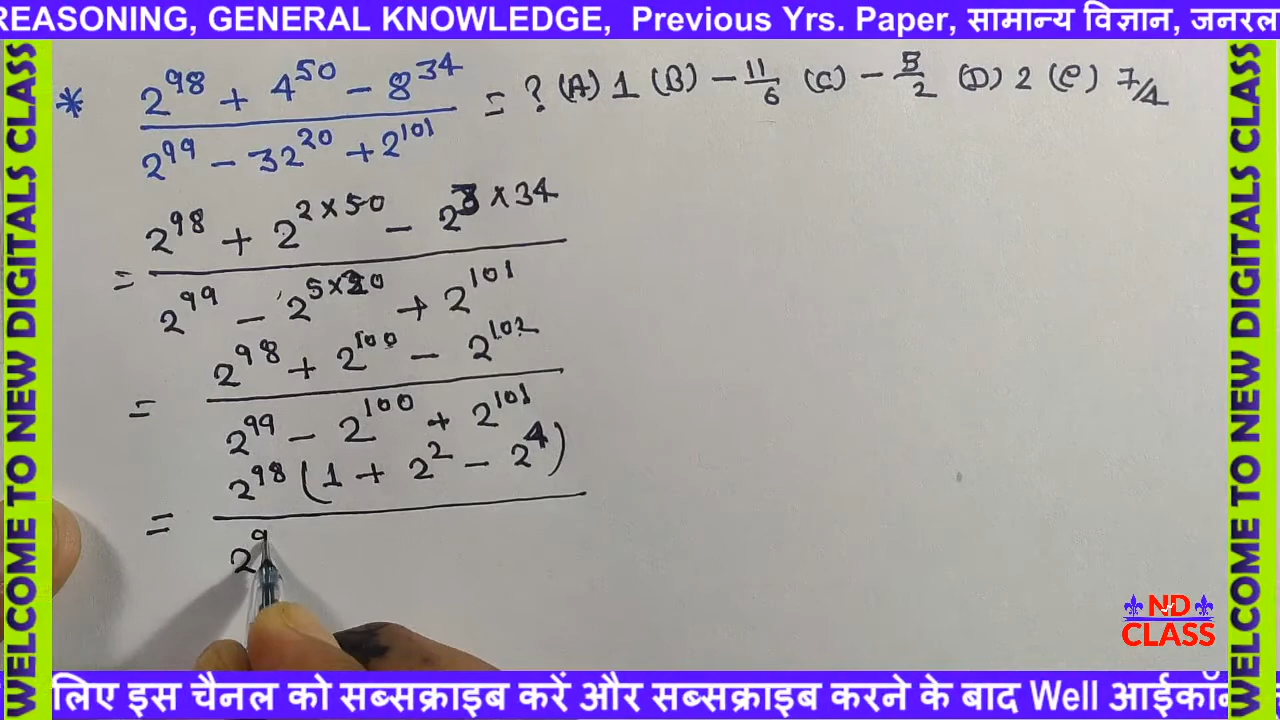 REASONING, GENERAL KNOWLEDGE, Previous Yrs. Paper, सामान्य विज्ञान, जनरल
WELCOME TO NEW DIGITALS CLASS
* (2^98 + 4^50 - 8^34) / (2^99 - 32^20 + 2^101) = ? (A) 1 (B) -11/6 (C) -5/2 (D) 2 (E) 7/4
= (2^98 + 2^2×50 - 2^3×34) / (2^99 - 2^5×20 + 2^101)
= (2^98 + 2^100 - 2^102) / (2^99 - 2^100 + 2^101)
= 2^98 (1 + 2^2 - 2^4) / 2^9
ND
CLASS
WELCOME TO NEW DIGITALS CLASS
लिए इस चैनल को सब्सक्राइब करें और सब्सक्राइब करने के बाद Well आईकॉन